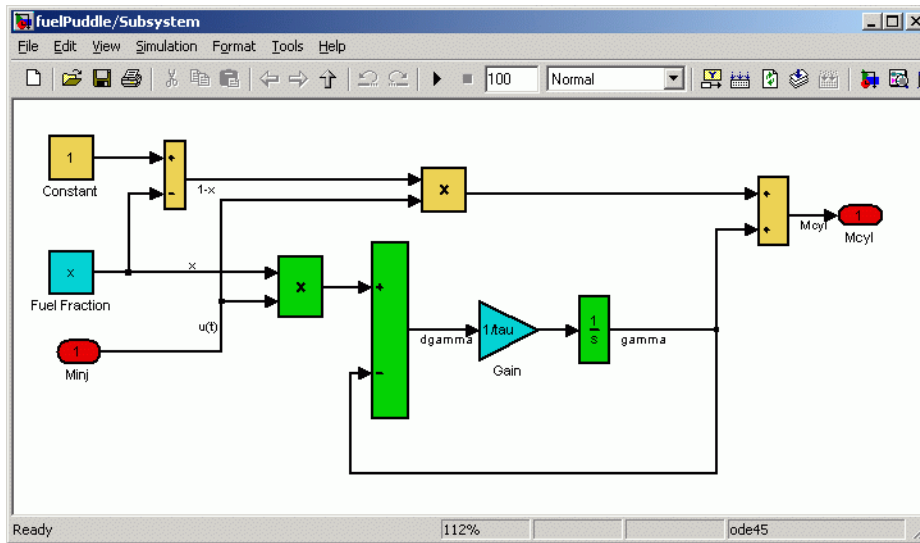 fuelPuddle/Subsystem
File Edit View Simulation Format Tools Help
100 Normal
1
Constant
+
-
1-x
x
+
+
1
Mcyl
Mcyl
x
Fuel Fraction
x
x
u(t)
1
Minj
+
-
dgamma
1/tau
Gain
1
s
gamma
Ready 112% ode45